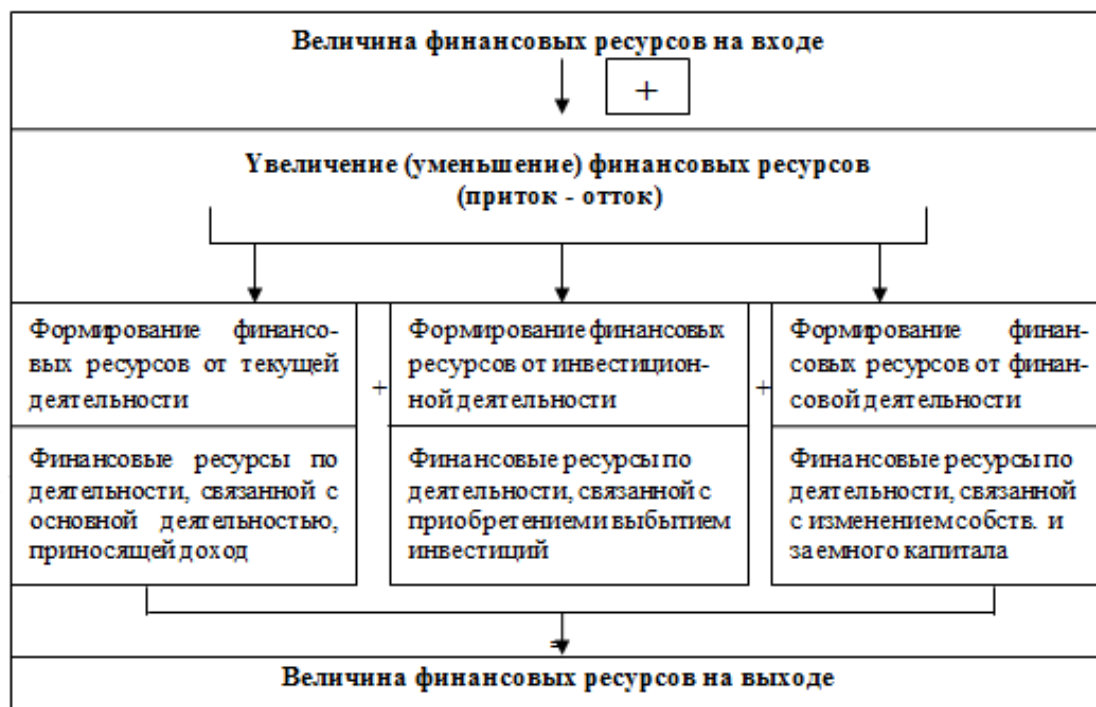 Величина финансовых ресурсов на входе
+
Увеличение (уменьшение) финансовых ресурсов
(приток - отток)
Формирование финансо-
вых ресурсов от текущей
деятельности
+
Формирование финансовых
ресурсов от инвестицион-
ной деятельности
+
Формирование финан-
совых ресурсов от финан-
совой деятельности
Финансовые ресурсы по
деятельности, связанной с
основной деятельностью,
приносящей доход
Финансовые ресурсы по
деятельности, связанной с
приобретением и выбытием
инвестиций
Финансовые ресурсы по
деятельности, связанной
с изменением собств. и
заемного капитала
=
Величина финансовых ресурсов на выходе